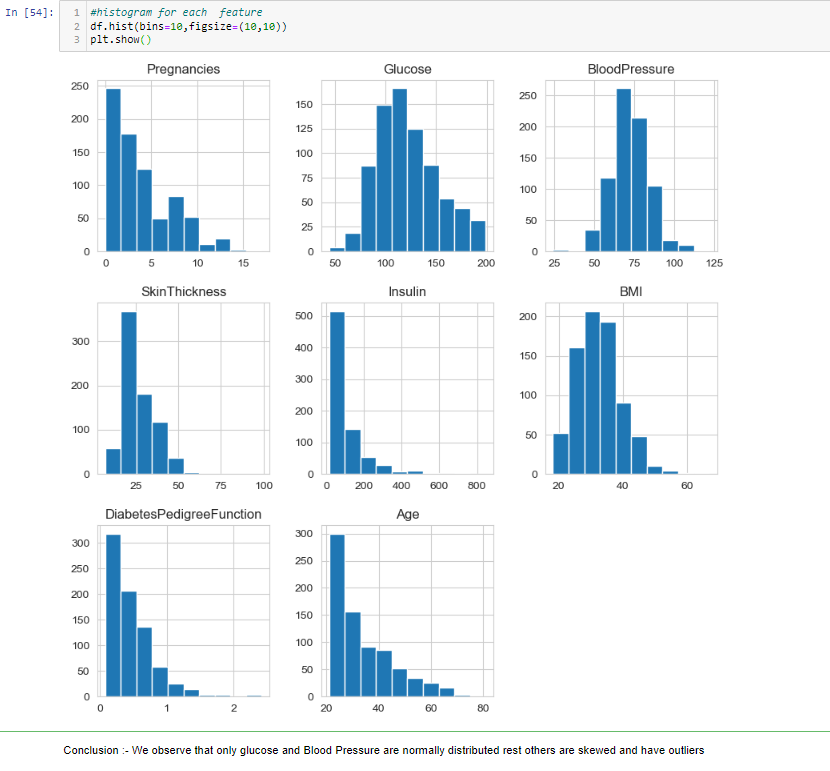 In [54]:
1 #histogram for each  feature
2 df.hist(bins=10,figsize=(10,10))
3 plt.show()
Pregnancies
250
200
150
100
50
0
0 5 10 15
Glucose
150
125
100
75
50
25
0
50 100 150 200
BloodPressure
250
200
150
100
50
0
25 50 75 100 125
SkinThickness
300
200
100
0
25 50 75 100
Insulin
500
400
300
200
100
0
0 200 400 600 800
BMI
200
150
100
50
0
20 40 60
DiabetesPedigreeFunction
300
250
200
150
100
50
0
0 1 2
Age
300
250
200
150
100
50
0
20 40 60 80
Conclusion :- We observe that only glucose and Blood Pressure are normally distributed rest others are skewed and have outliers